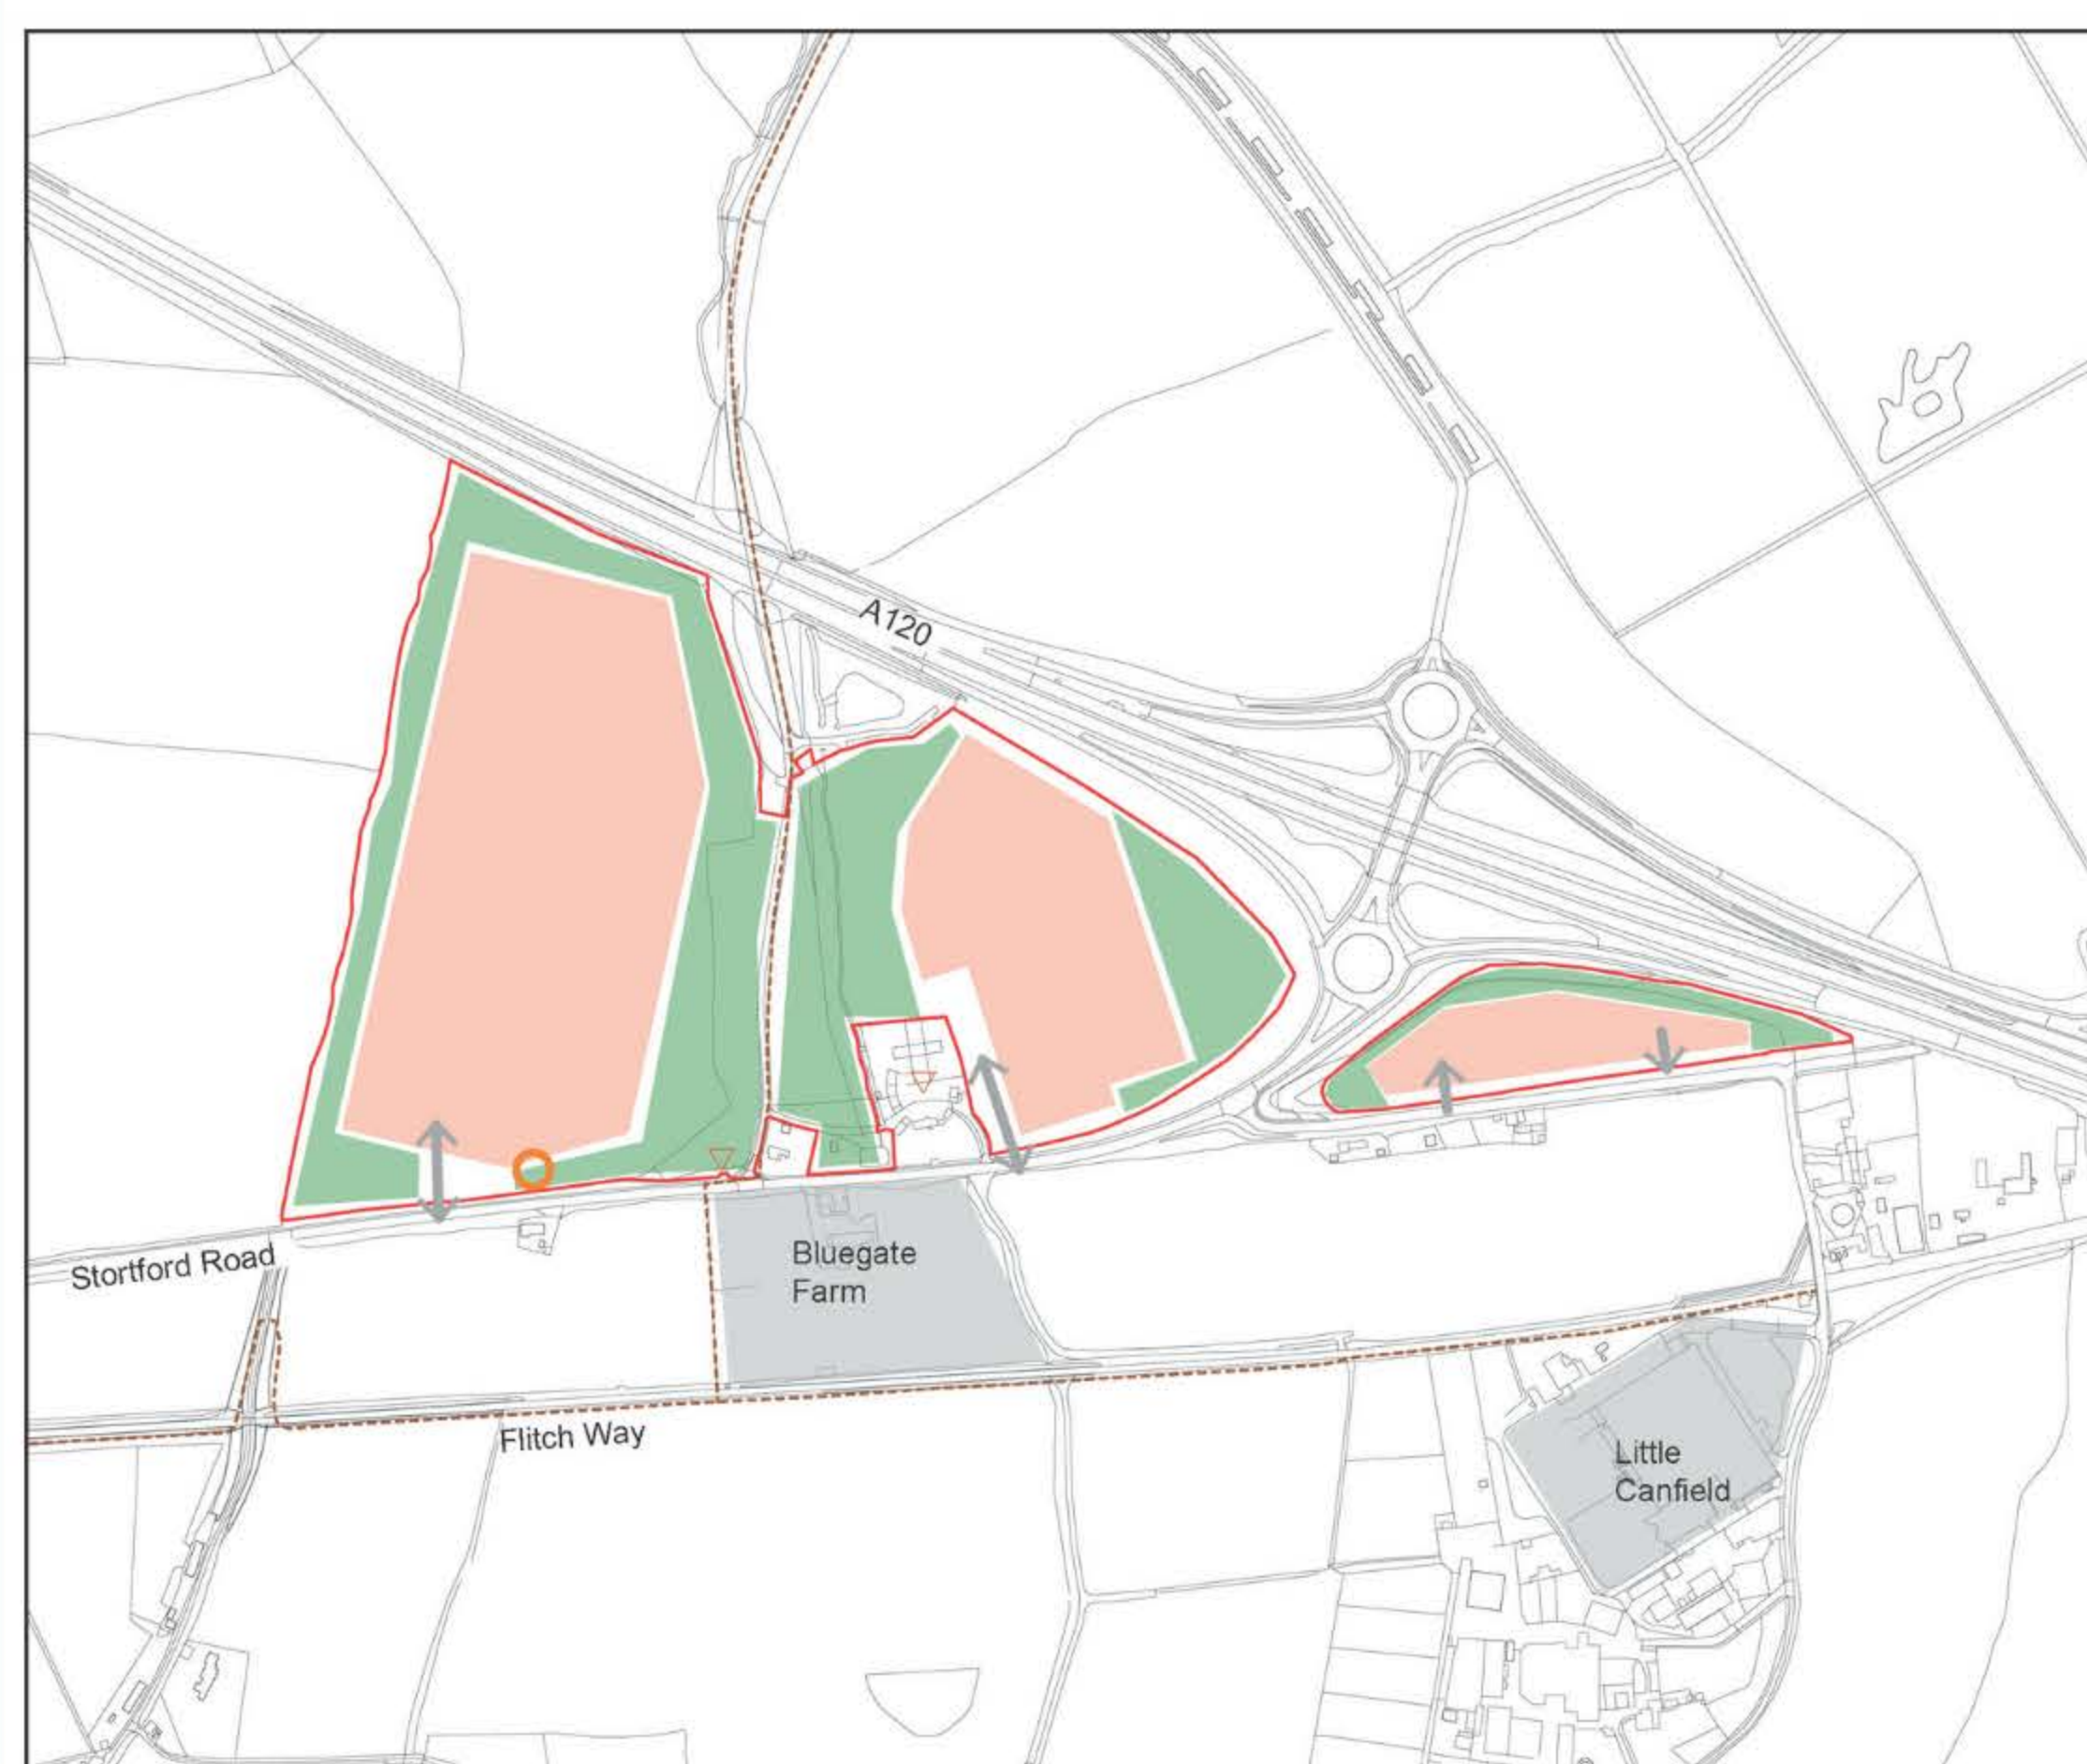 A120
Stortford Road
Bluegate
Farm
Flitch Way
Little
Canfield